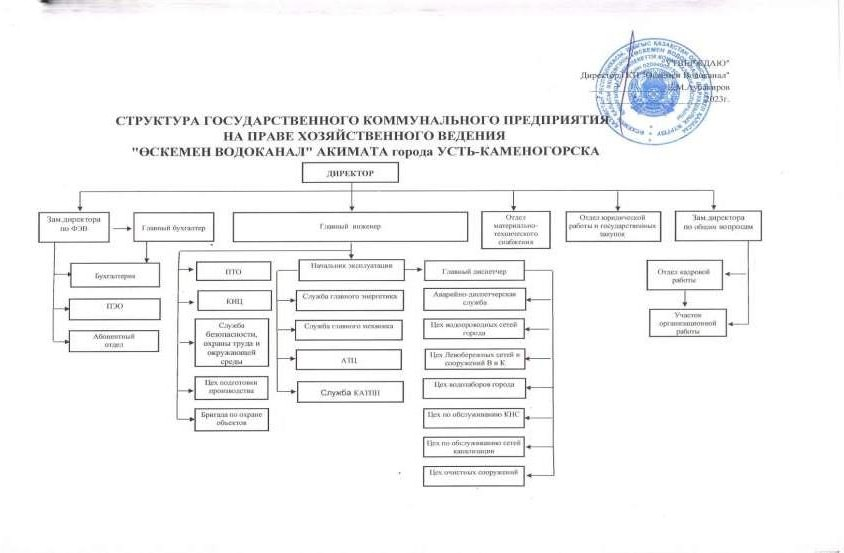 "УТВЕРЖДАЮ"
Директор ГКП "Өскемен Водоканал"
2023г.
СТРУКТУРА ГОСУДАРСТВЕННОГО КОММУНАЛЬНОГО ПРЕДПРИЯТИЯ
НА ПРАВЕ ХОЗЯЙСТВЕННОГО ВЕДЕНИЯ
"ӨСКЕМЕН ВОДОКАНАЛ" АКИМАТА города УСТЬ-КАМЕНОГОРСКА
ДИРЕКТОР
Зам.директора
по ФЭВ
Главный бухгалтер
Главный инженер
Отдел
материально-
технического
снабжения
Отдел юридической
работы и государственных
закупок
Зам.директора
по общим вопросам
Бухгалтерия
ПЭО
Абонентный
отдел
ПТО
КИЦ
Служба
безопасности,
охраны труда и
окружающей
среды
Цех подготовки
производства
Бригада по охране
объектов
Начальник эксплуатации
Служба главного энергетика
Служба главного механика
АТЦ
Служба КАТПН
Главный диспетчер
Аварийно-диспетчерская
служба
Цех водопроводных сетей
города
Цех Левобережных сетей и
сооружений В и К
Цех водозаборов города
Цех по обслуживанию КНС
Цех по обслуживанию сетей
канализации
Цех очистных сооружений
Отдел кадровой
работы
Участок
организационной
работы